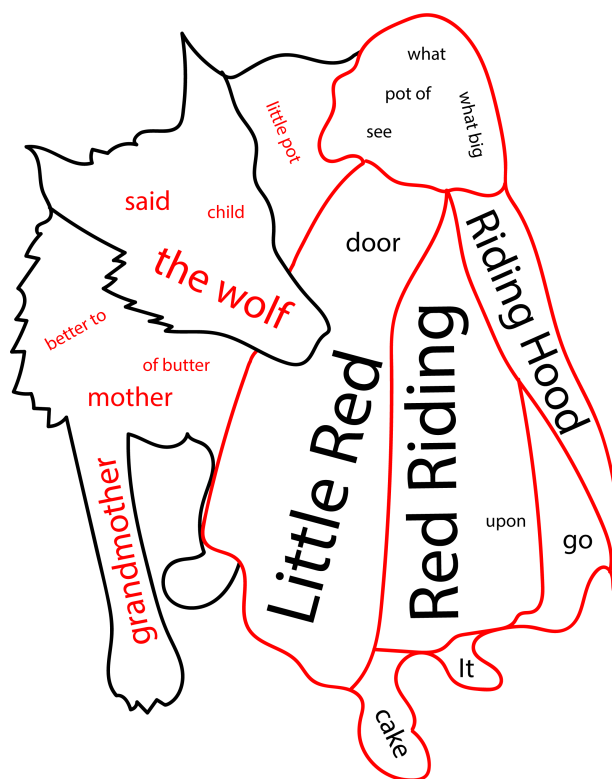 what
pot of
what big
see
little pot
said
child
door
the wolf
Riding Hood
better to
of butter
mother
Little Red
Red Riding
grandmother
upon
go
It
cake